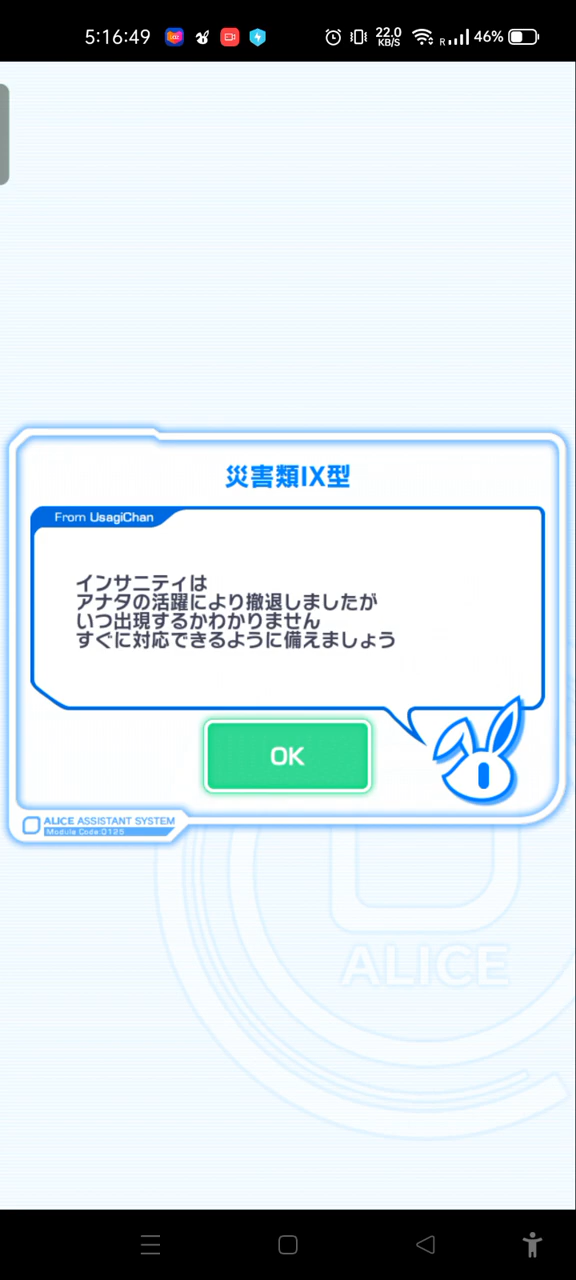 5:16:49
22.0
KB/S
R
46%
災害類IX型
From UsagiChan
インサニティは
アナタの活躍により撤退しましたが
いつ出現するかわかりません
すぐに対応できるように備えましょう
OK
ALICE ASSISTANT SYSTEM
Module Code:0125
ALICE